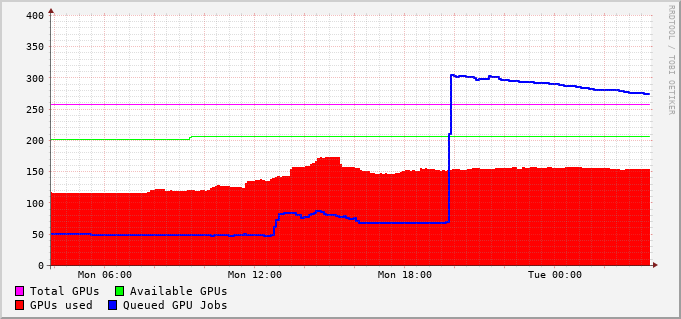 400
350
300
250
200
150
100
50
0
Mon 06:00 Mon 12:00 Mon 18:00 Tue 00:00
Total GPUs Available GPUs
GPUs used Queued GPU Jobs
RRDTOOL / TOBI OETIKER